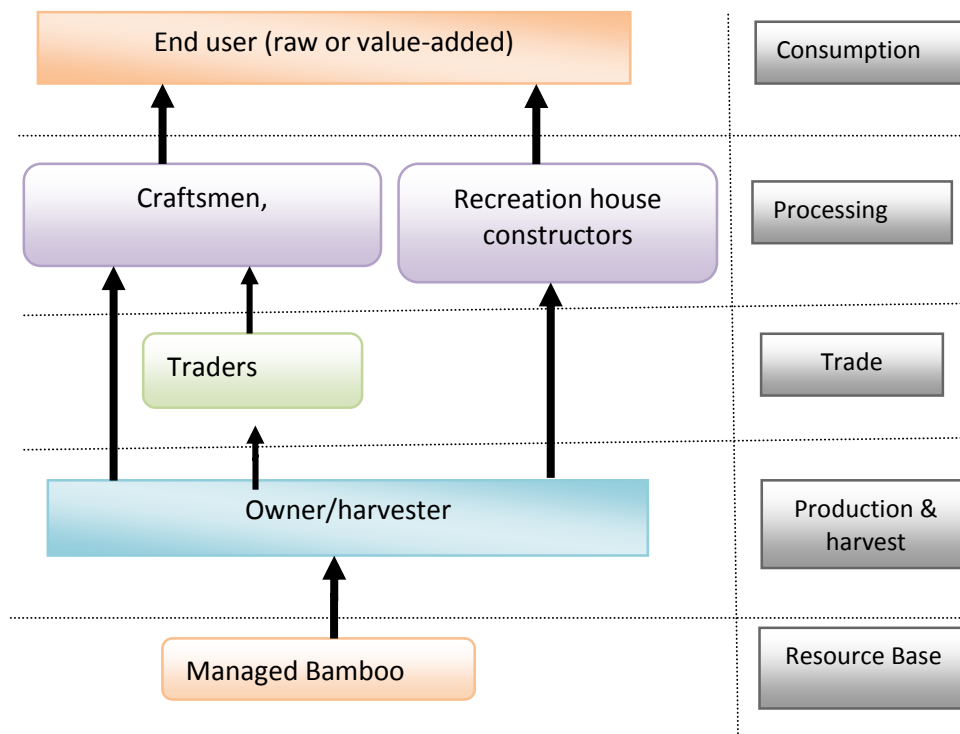 End user (raw or value-added)
Consumption
Craftsmen,
Recreation house
constructors
Processing
Traders
Trade
Owner/harvester
Production &
harvest
Managed Bamboo
Resource Base